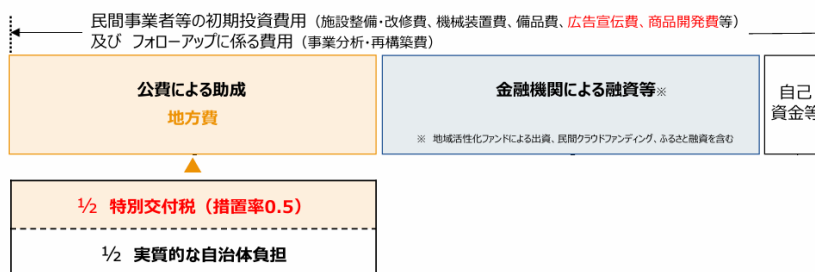 民間事業者等の初期投資費用（施設整備・改修費、機械装置費、備品費、広告宣伝費、商品開発費等）
及び フォローアップに係る費用（事業分析・再構築費）
公費による助成
地方費
金融機関による融資等※
※ 地域活性化ファンドによる出資、民間クラウドファンディング、ふるさと融資を含む
自己
資金等
½ 特別交付税（措置率0.5）
½ 実質的な自治体負担